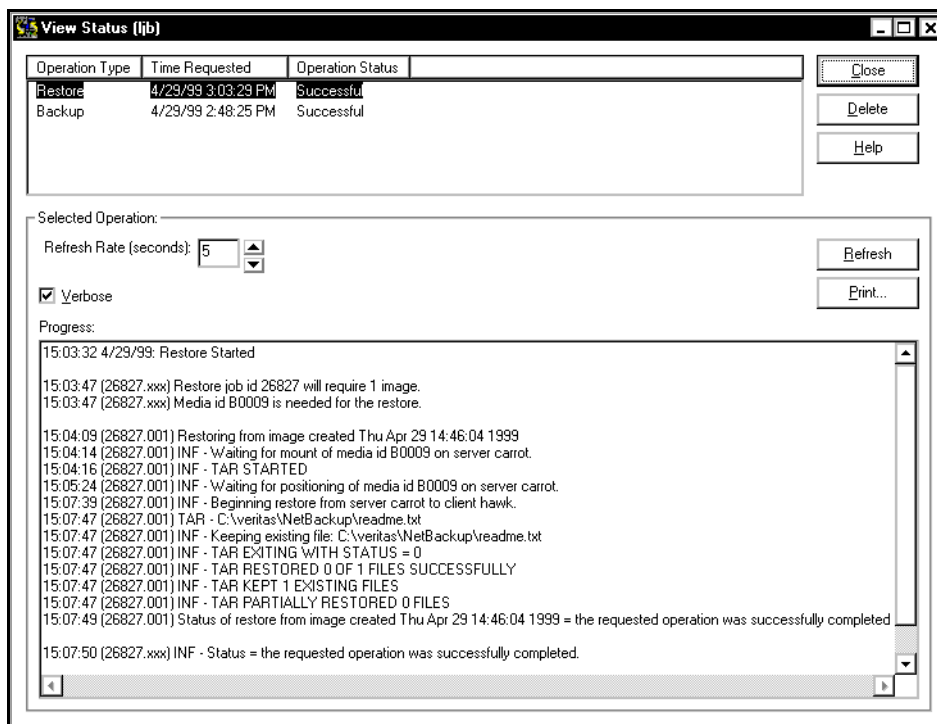 View Status (ljb)
Operation Type Time Requested Operation Status
Close
Restore 4/29/99 3:03:29 PM Successful
Backup 4/29/99 2:48:25 PM Successful
Delete
Help
Selected Operation:
Refresh Rate (seconds): 5
Refresh
Verbose
Print...
Progress:
15:03:32 4/29/99: Restore Started
15:03:47 (26827.xxx) Restore job id 26827 will require 1 image.
15:03:47 (26827.xxx) Media id B0009 is needed for the restore.
15:04:09 (26827.001) Restoring from image created Thu Apr 29 14:46:04 1999
15:04:14 (26827.001) INF - Waiting for mount of media id B0009 on server carrot.
15:04:16 (26827.001) INF - TAR STARTED
15:05:24 (26827.001) INF - Waiting for positioning of media id B0009 on server carrot.
15:07:39 (26827.001) INF - Beginning restore from server carrot to client hawk.
15:07:47 (26827.001) TAR - C:\veritas\NetBackup\readme.txt
15:07:47 (26827.001) INF - Keeping existing file: C:\veritas\NetBackup\readme.txt
15:07:47 (26827.001) INF - TAR EXITING WITH STATUS = 0
15:07:47 (26827.001) INF - TAR RESTORED 0 OF 1 FILES SUCCESSFULLY
15:07:47 (26827.001) INF - TAR KEPT 1 EXISTING FILES
15:07:47 (26827.001) INF - TAR PARTIALLY RESTORED 0 FILES
15:07:49 (26827.001) Status of restore from image created Thu Apr 29 14:46:04 1999 = the requested operation was successfully completed
15:07:50 (26827.xxx) INF - Status = the requested operation was successfully completed.